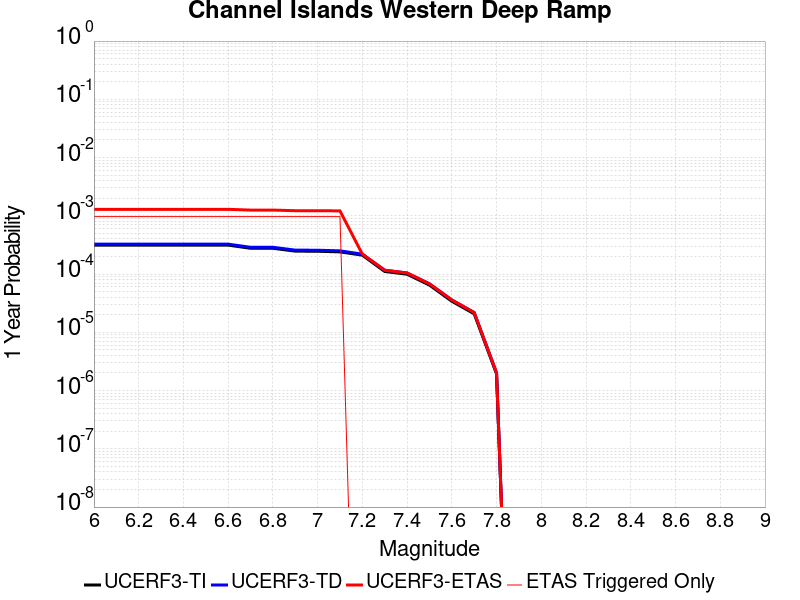 Channel Islands Western Deep Ramp
10^0
10^-1
10^-2
10^-3
10^-4
10^-5
10^-6
10^-7
10^-8
1 Year Probability
6 6.2 6.4 6.6 6.8 7 7.2 7.4 7.6 7.8 8 8.2 8.4 8.6 8.8 9
Magnitude
UCERF3-TI UCERF3-TD UCERF3-ETAS ETAS Triggered Only